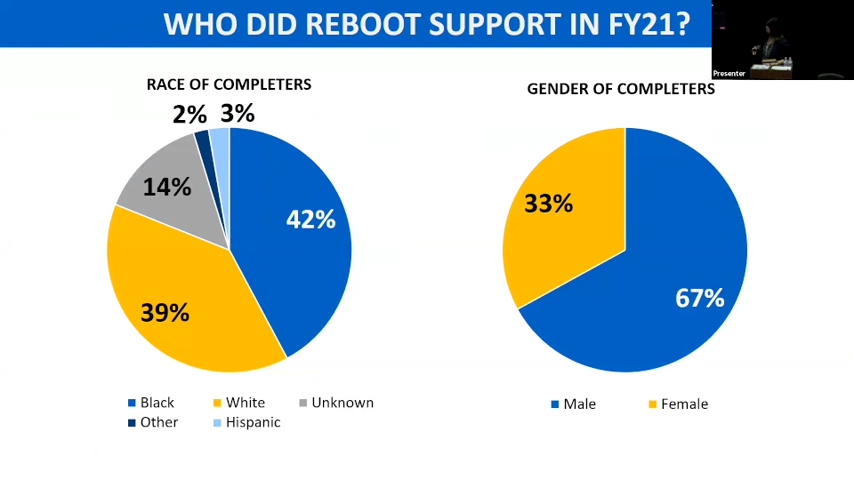 WHO DID REBOOT SUPPORT IN FY21?
Presenter
RACE OF COMPLETERS
2% 3%
14%
42%
39%
Black White Unknown
Other Hispanic
GENDER OF COMPLETERS
33%
67%
Male Female